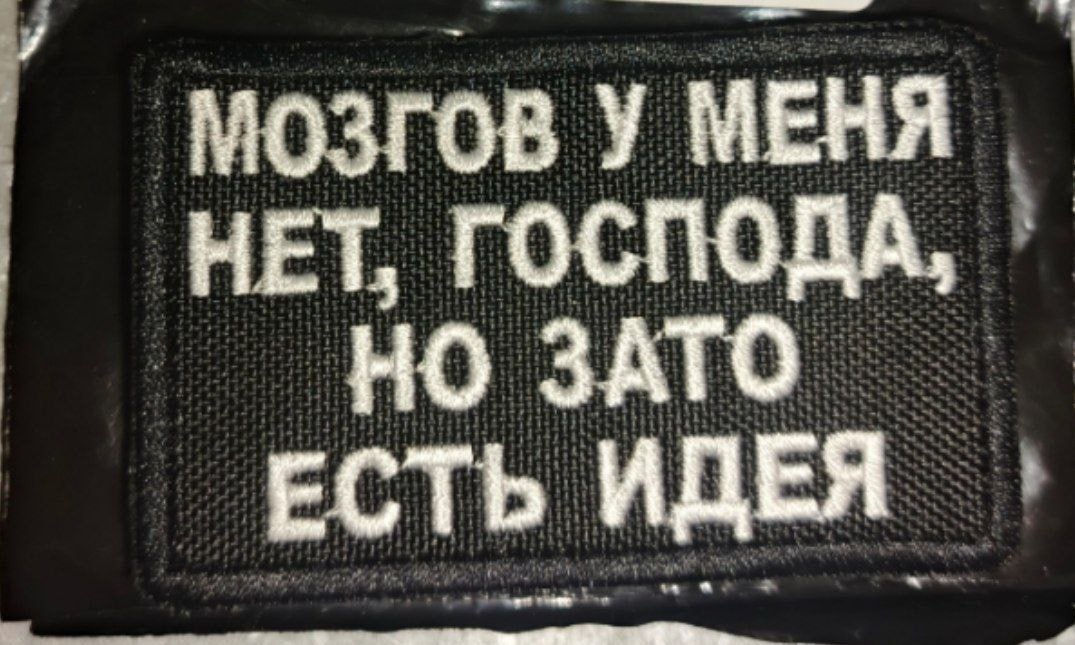 МОЗГОВ У МЕНЯ
НЕТ, ГОСПОДА,
НО ЗАТО
ЕСТЬ ИДЕЯ